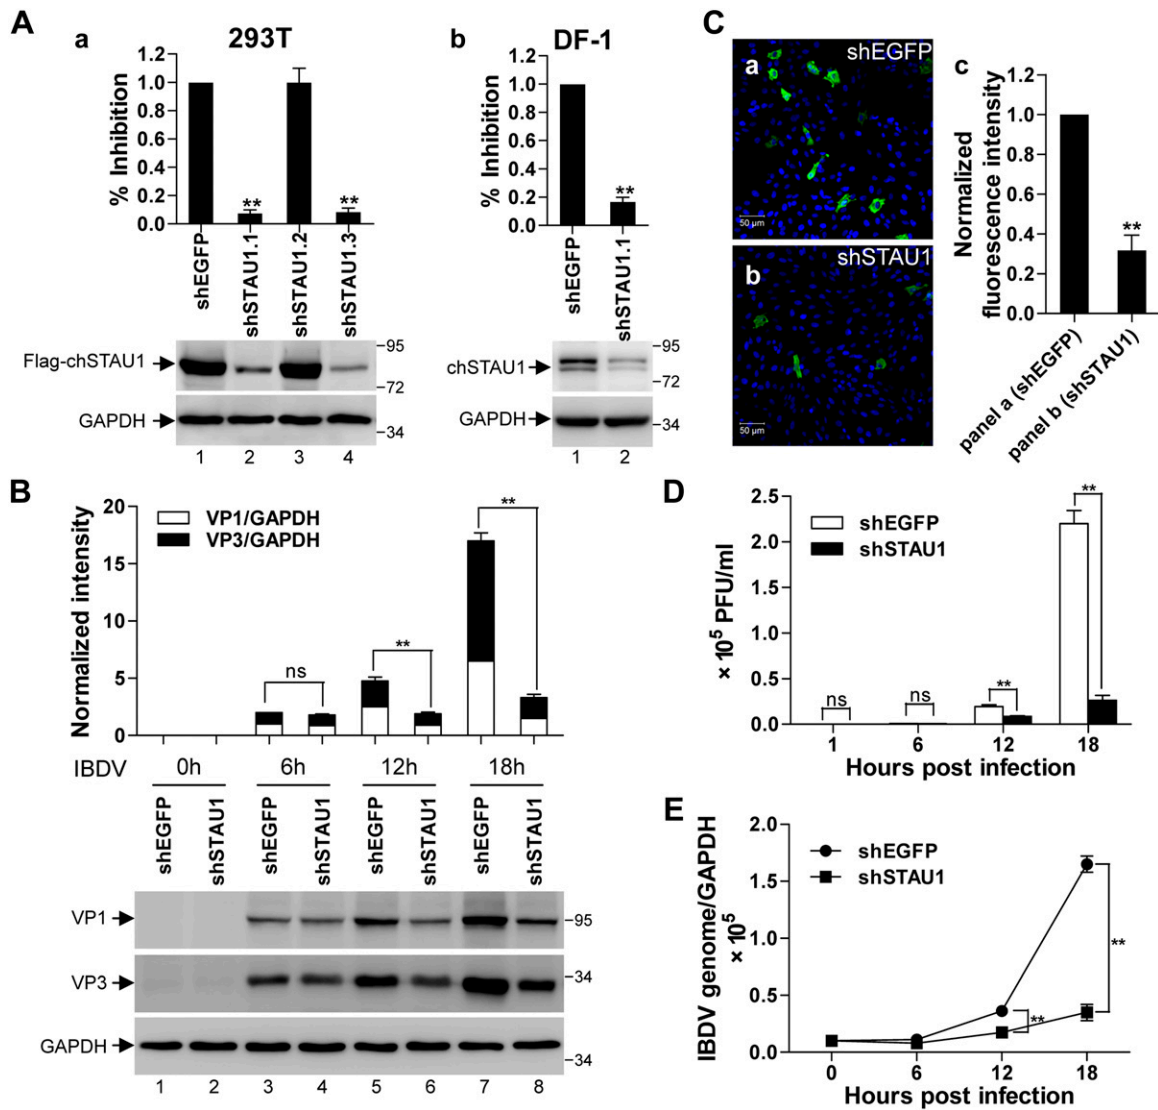 A
a
293T
% Inhibition
1.2
1.0
0.8
0.6
0.4
0.2
0.0
**
**
shEGFP
shSTAU1.1
shSTAU1.2
shSTAU1.3
Flag-chSTAU1
95
72
GAPDH
34
1 2 3 4
b
DF-1
% Inhibition
1.2
1.0
0.8
0.6
0.4
0.2
0.0
**
shEGFP
shSTAU1.1
chSTAU1
95
72
GAPDH
34
1 2
C
a
shEGFP
50 µm
b
shSTAU1
50 µm
c
Normalized
fluorescence intensity
1.2
1.0
0.8
0.6
0.4
0.2
0.0
**
panel a (shEGFP)
panel b (shSTAU1)
B
Normalized intensity
20
15
10
5
0
VP1/GAPDH
VP3/GAPDH
ns
**
**
IBDV 0h 6h 12h 18h
shEGFP shSTAU1 shEGFP shSTAU1 shEGFP shSTAU1 shEGFP shSTAU1
VP1
95
VP3
34
GAPDH
34
1 2 3 4 5 6 7 8
D
× 10⁵ PFU/ml
2.5
2.0
1.5
1.0
0.5
0.0
shEGFP
shSTAU1
ns
ns
**
**
1 6 12 18
Hours post infection
E
IBDV genome/GAPDH
× 10⁵
2.0
1.5
1.0
0.5
0.0
shEGFP
shSTAU1
**
**
0 6 12 18
Hours post infection